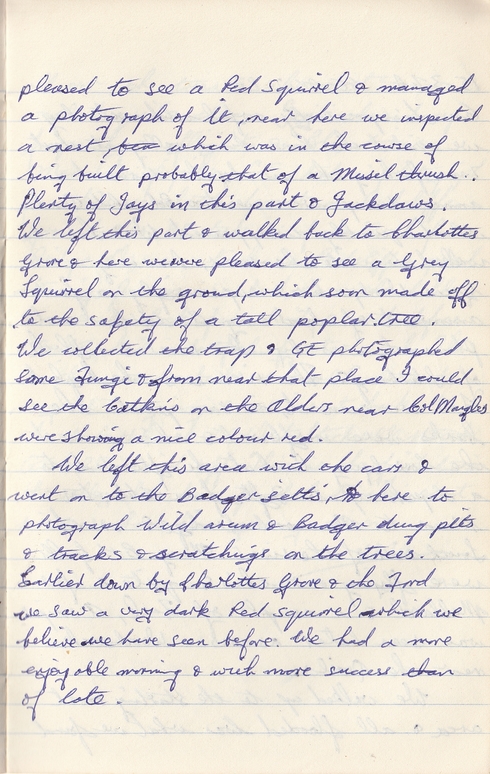 pleased to see a Red Squirrel & managed
a photograph of it, near here we inspected
a nest, which was in the course of
being built probably that of a Missel thrush..
Plenty of Jays in this part & Jackdaws.
We left this part & walked back to Charlottes
Grove & here we were pleased to see a Grey
Squirrel on the ground, which soon made off
to the safety of a tall poplar tree.
We collected the trap & GE photographed
some Fungi & from near that place I could
see the Catkins on the Alders near Col
were showing a nice colour red.
We left this area with the cars &
went on to the Badger setts, here to
photograph Wild arum & Badger dung pits
& tracks & scratchings on the trees.
Earlier down by Charlottes Grove & the Ford
we saw a very dark Red Squirrel which we
believe we have seen before. We had a more
enjoyable morning & with more success than
of late.